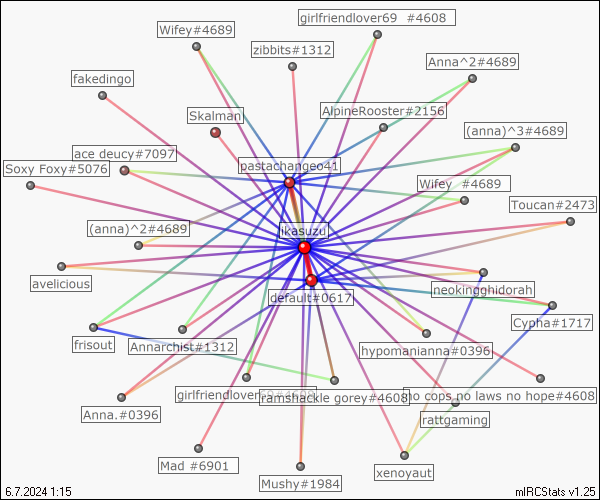 girlfriendlover69 #4608
Wifey#4689
zibbits#1312
Anna^2#4689
fakedingo
Skalman
AlpineRooster#2156
(anna)^3#4689
ace deucy#7097
pastachangeo41
Soxy Foxy#5076
Wifey #4689
Toucan#2473
(anna)^2#4689
ikasuzu
avelicious
neokingghidorah
default#0617
Cypha#1717
frisout
Annarchist#1312
hypomanianna#0396
girlfriendlover69#4608
ramshackle gorey#4608
no cops no laws no hope#4608
Anna.#0396
rattgaming
Mad #6901
Mushy#1984
xenoyaut
6.7.2024 1:15
mIRCStats v1.25